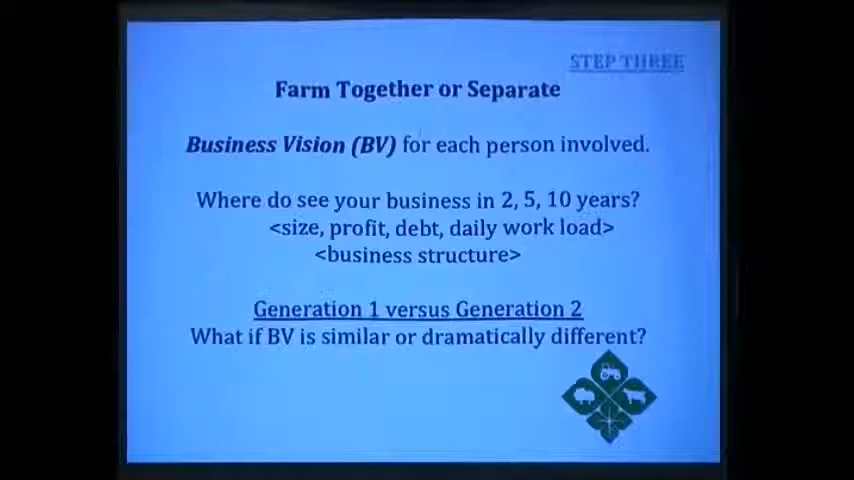 STEP THREE
Farm Together or Separate
Business Vision (BV) for each person involved.
Where do see your business in 2, 5, 10 years?
<size, profit, debt, daily work load>
<business structure>
Generation 1 versus Generation 2
What if BV is similar or dramatically different?